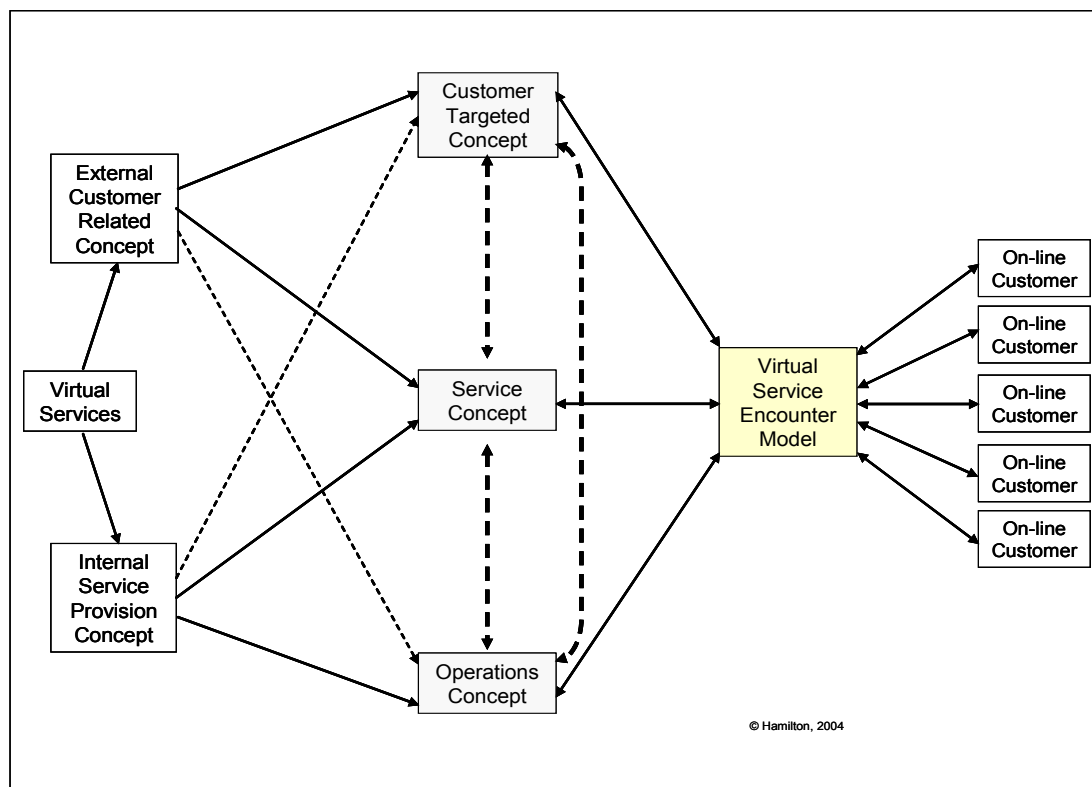 Customer
Targeted
Concept
External
Customer
Related
Concept
On-line
Customer
On-line
Customer
Virtual
Services
Service
Concept
Virtual
Service
Encounter
Model
On-line
Customer
On-line
Customer
On-line
Customer
Internal
Service
Provision
Concept
Operations
Concept
© Hamilton, 2004